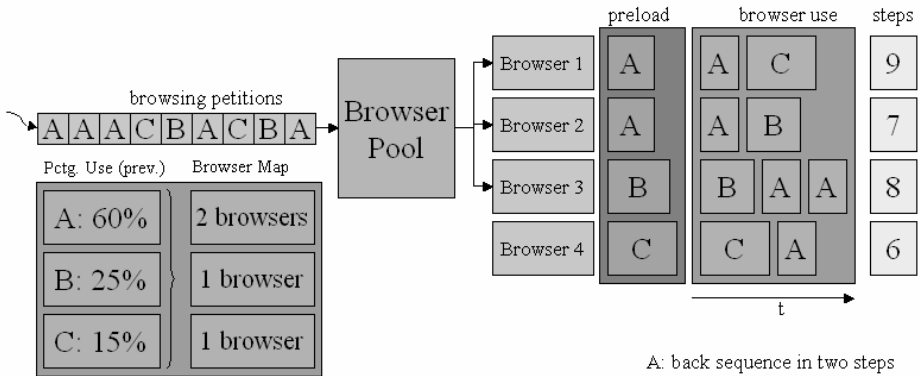 preload browser use steps
Browser 1 A A C 9
browsing petitions
A A A C B A C B A
Browser Pool
Browser 2 A A B 7
Pctg. Use (prev.) Browser Map
Browser 3 B B A A 8
A: 60% 2 browsers
Browser 4 C C A 6
B: 25% 1 browser
t
C: 15% 1 browser
A: back sequence in two steps